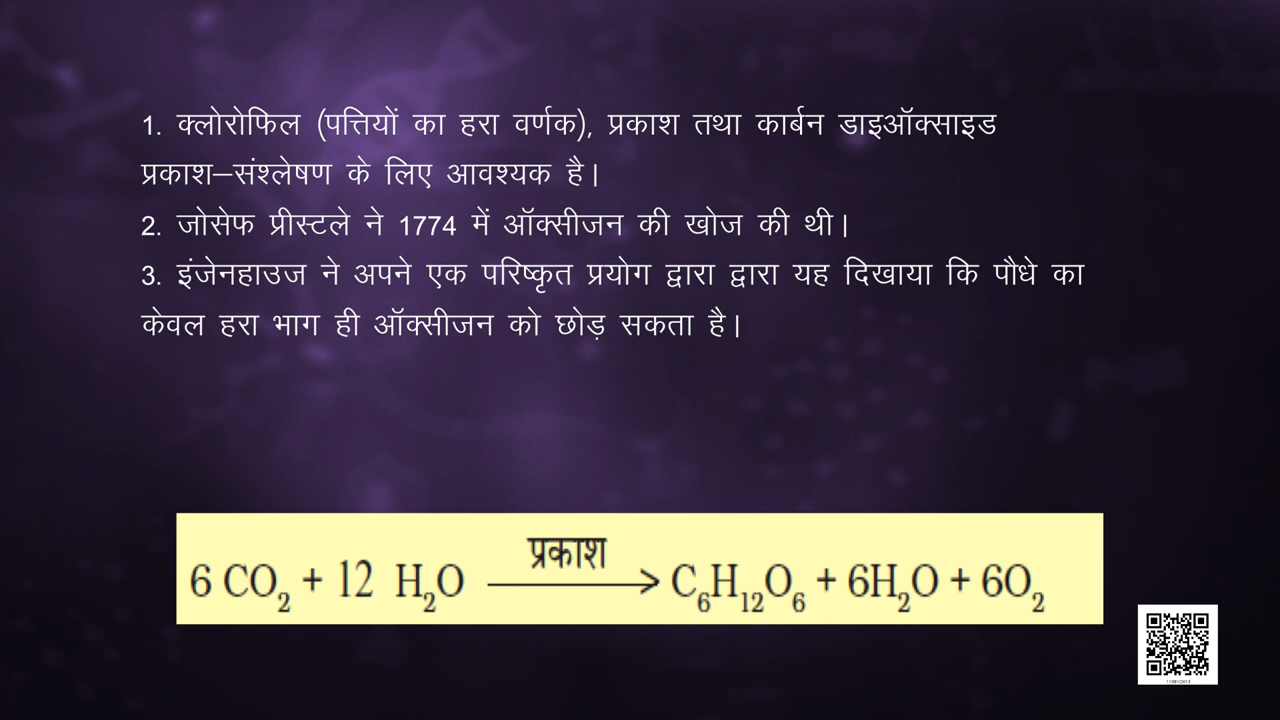 1. क्लोरोफिल (पत्तियों का हरा वर्णक), प्रकाश तथा कार्बन डाइऑक्साइड
प्रकाश–संश्लेषण के लिए आवश्यक है।
2. जोसेफ प्रीस्टले ने 1774 में ऑक्सीजन की खोज की थी।
3. इंजेनहाउज ने अपने एक परिष्कृत प्रयोग द्वारा द्वारा यह दिखाया कि पौधे का
केवल हरा भाग ही ऑक्सीजन को छोड़ सकता है।
प्रकाश
6 CO₂ + 12 H₂O ⟶ C₆H₁₂O₆ + 6H₂O + 6O₂